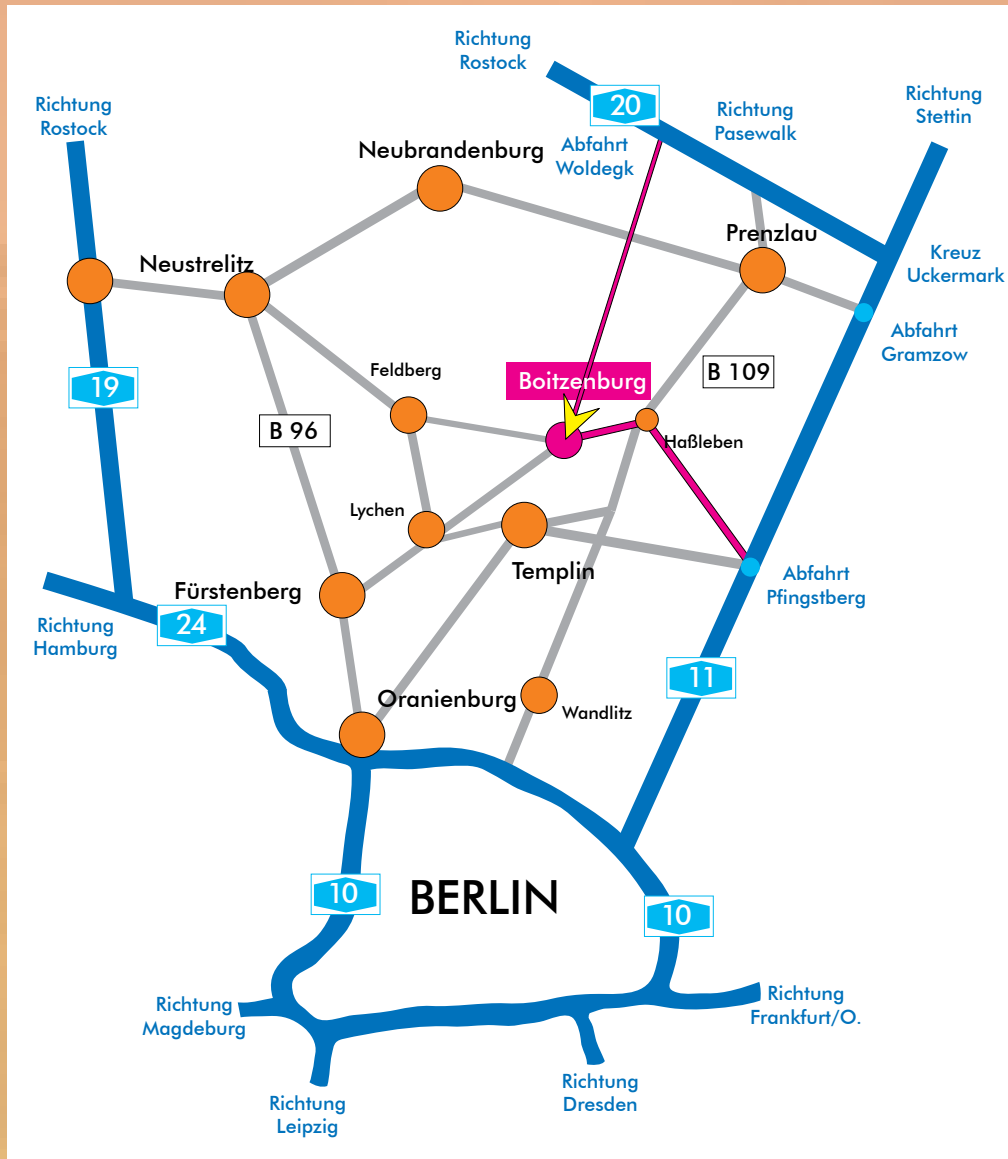 Richtung
Rostock
20
Richtung
Pasewalk
Richtung
Stettin
Richtung
Rostock
Abfahrt
Woldegk
Neubrandenburg
Prenzlau
Kreuz
Uckermark
Neustrelitz
Abfahrt
Gramzow
19
Feldberg
Boitzenburg
B 109
B 96
Haßleben
Lychen
Templin
Abfahrt
Pfingstberg
Fürstenberg
24
Richtung
Hamburg
11
Oranienburg
Wandlitz
10
BERLIN
10
Richtung
Magdeburg
Richtung
Frankfurt/O.
Richtung
Leipzig
Richtung
Dresden